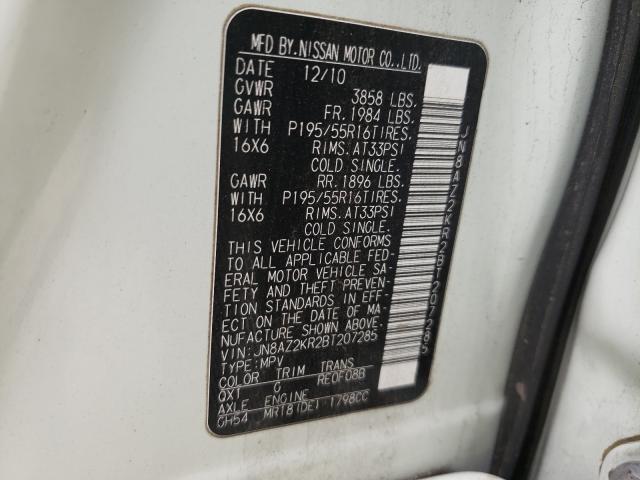 MFD BY.NISSAN MOTOR CO.,LTD.
DATE 12/10
GVWR 3858 LBS.
GAWR FR.1984 LBS.
WITH P195/55R16TIRES.
16X6 RIMS.AT33PSI
COLD SINGLE.
GAWR RR.1896 LBS.
WITH P195/55R16TIRES.
16X6 RIMS.AT33PSI
COLD SINGLE.
THIS VEHICLE CONFORMS
TO ALL APPLICABLE FED-
ERAL MOTOR VEHICLE SA-
FETY AND THEFT PREVEN-
TION STANDARDS IN EFF-
ECT ON THE DATE OF MA-
NUFACTURE SHOWN ABOVE.
VIN:JN8AZ2KR2BT207285
TYPE:MPV
COLOR TRIM TRANS
QX1 G RE0F08B
AXLE ENGINE
GH54 MR18(DE) 1798CC
JN8AZ2KR2BT207285